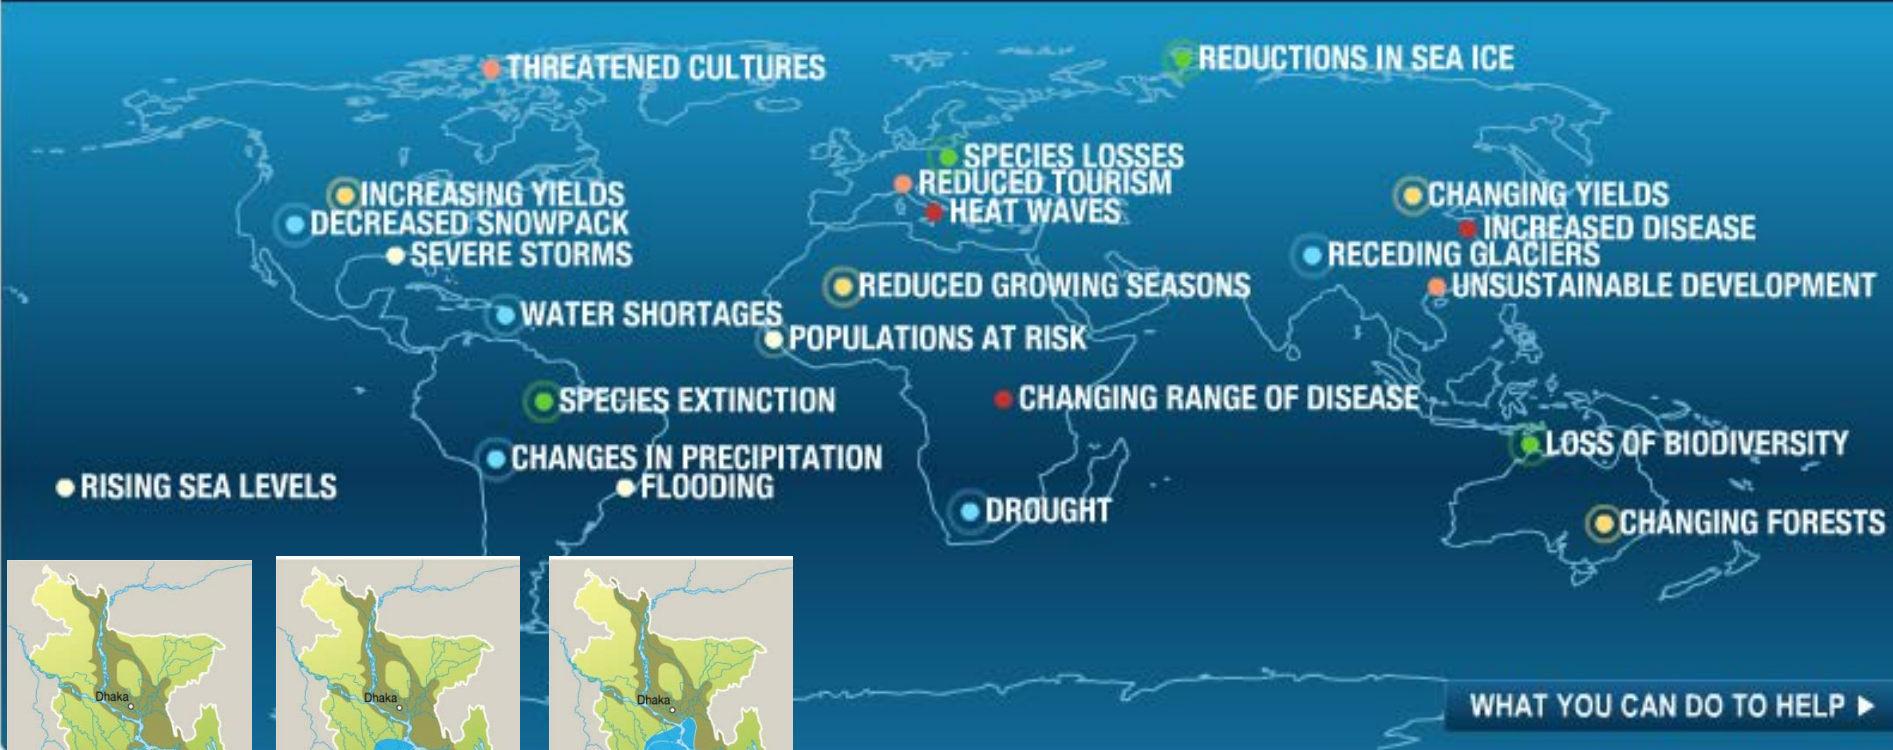 REDUCTIONS IN SEA ICE
THREATENED CULTURES
SPECIES LOSSES
REDUCED TOURISM
INCREASING YIELDS
CHANGING YIELDS
HEAT WAVES
DECREASED SNOWPACK
INCREASED DISEASE
SEVERE STORMS
RECEDING GLACIERS
REDUCED GROWING SEASONS
UNSUSTAINABLE DEVELOPMENT
WATER SHORTAGES
POPULATIONS AT RISK
SPECIES EXTINCTION
CHANGING RANGE OF DISEASE
LOSS OF BIODIVERSITY
CHANGES IN PRECIPITATION
RISING SEA LEVELS
FLOODING
DROUGHT
CHANGING FORESTS
Dhaka
Dhaka
Dhaka
WHAT YOU CAN DO TO HELP